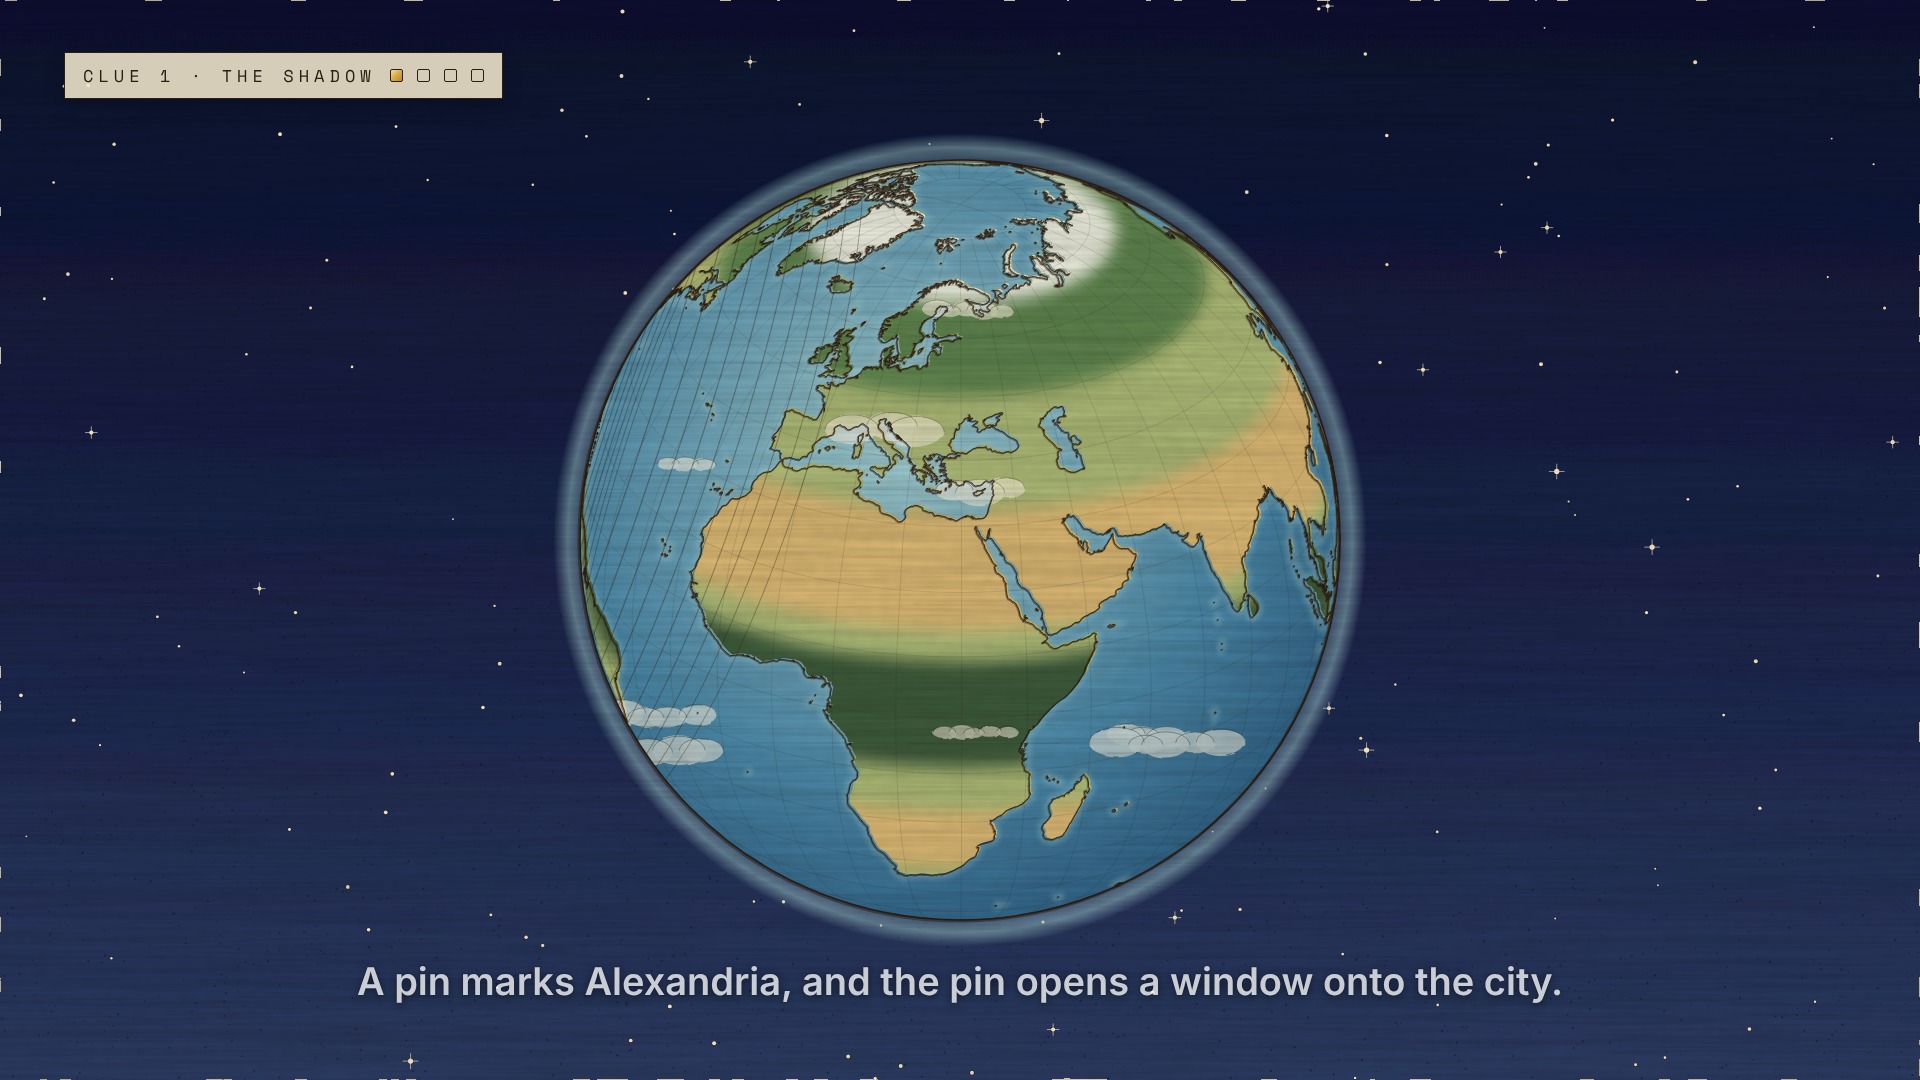 CLUE 1 · THE SHADOW
A pin marks Alexandria, and the pin opens a window onto the city.